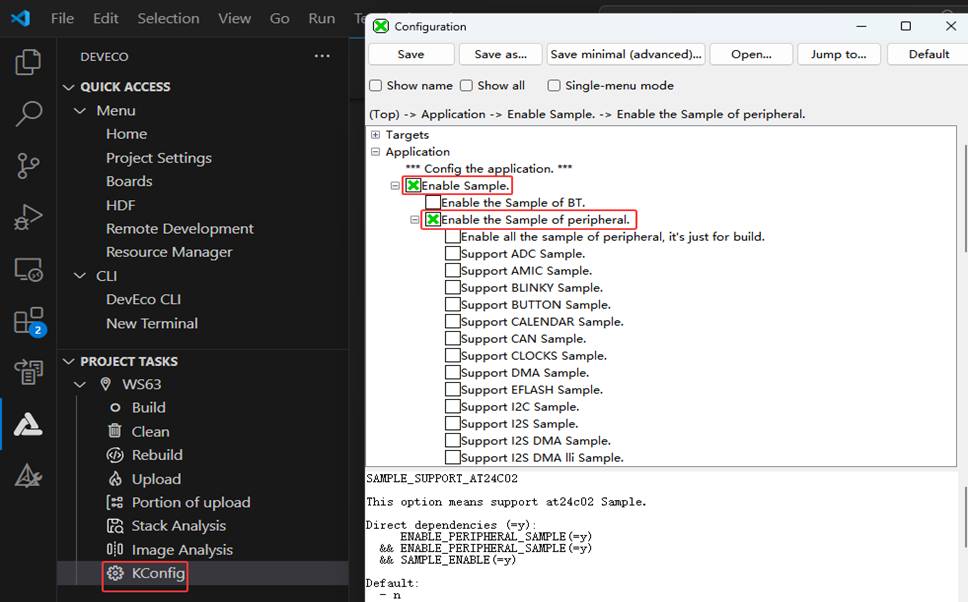 File Edit Selection View Go Run Te
DEVECO ···
QUICK ACCESS
Menu
Home
Project Settings
Boards
HDF
Remote Development
Resource Manager
CLI
DevEco CLI
New Terminal
PROJECT TASKS
WS63
Build
Clean
Rebuild
Upload
Portion of upload
Stack Analysis
Image Analysis
KConfig
2
Configuration
Save Save as... Save minimal (advanced)... Open... Jump to... Default
Show name Show all Single-menu mode
(Top) -> Application -> Enable Sample. -> Enable the Sample of peripheral.
Targets
Application
*** Config the application. ***
Enable Sample.
Enable the Sample of BT.
Enable the Sample of peripheral.
Enable all the sample of peripheral, it's just for build.
Support ADC Sample.
Support AMIC Sample.
Support BLINKY Sample.
Support BUTTON Sample.
Support CALENDAR Sample.
Support CAN Sample.
Support CLOCKS Sample.
Support DMA Sample.
Support EFLASH Sample.
Support I2C Sample.
Support I2S Sample.
Support I2S DMA Sample.
Support I2S DMA lli Sample.
SAMPLE_SUPPORT_AT24C02
This option means support at24c02 Sample.
Direct dependencies (=y):
ENABLE_PERIPHERAL_SAMPLE(=y)
&& ENABLE_PERIPHERAL_SAMPLE(=y)
&& SAMPLE_ENABLE(=y)
Default:
- n